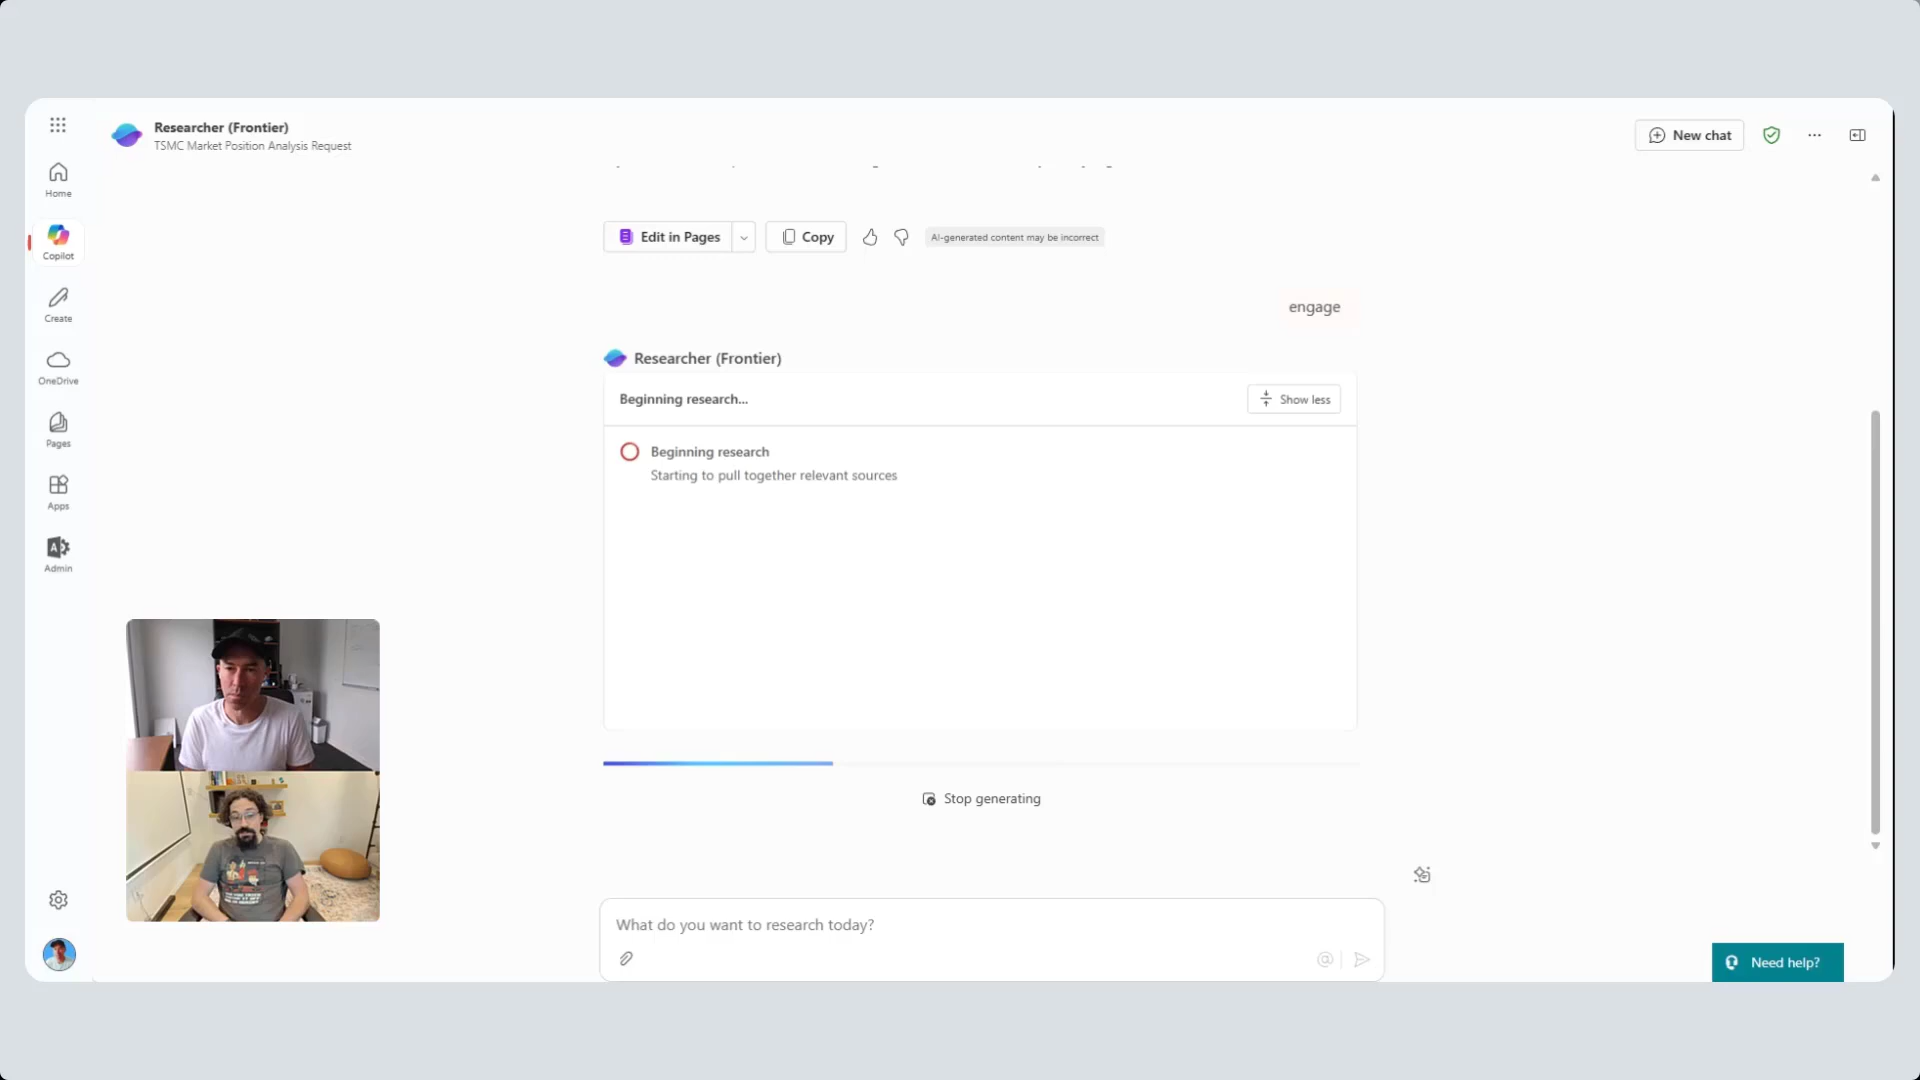 Researcher (Frontier)
TSMC Market Position Analysis Request
New chat
Home
Copilot
Create
OneDrive
Pages
Apps
Admin
Edit in Pages
Copy
AI-generated content may be incorrect
engage
Researcher (Frontier)
Beginning research...
Show less
Beginning research
Starting to pull together relevant sources
Stop generating
What do you want to research today?
Need help?